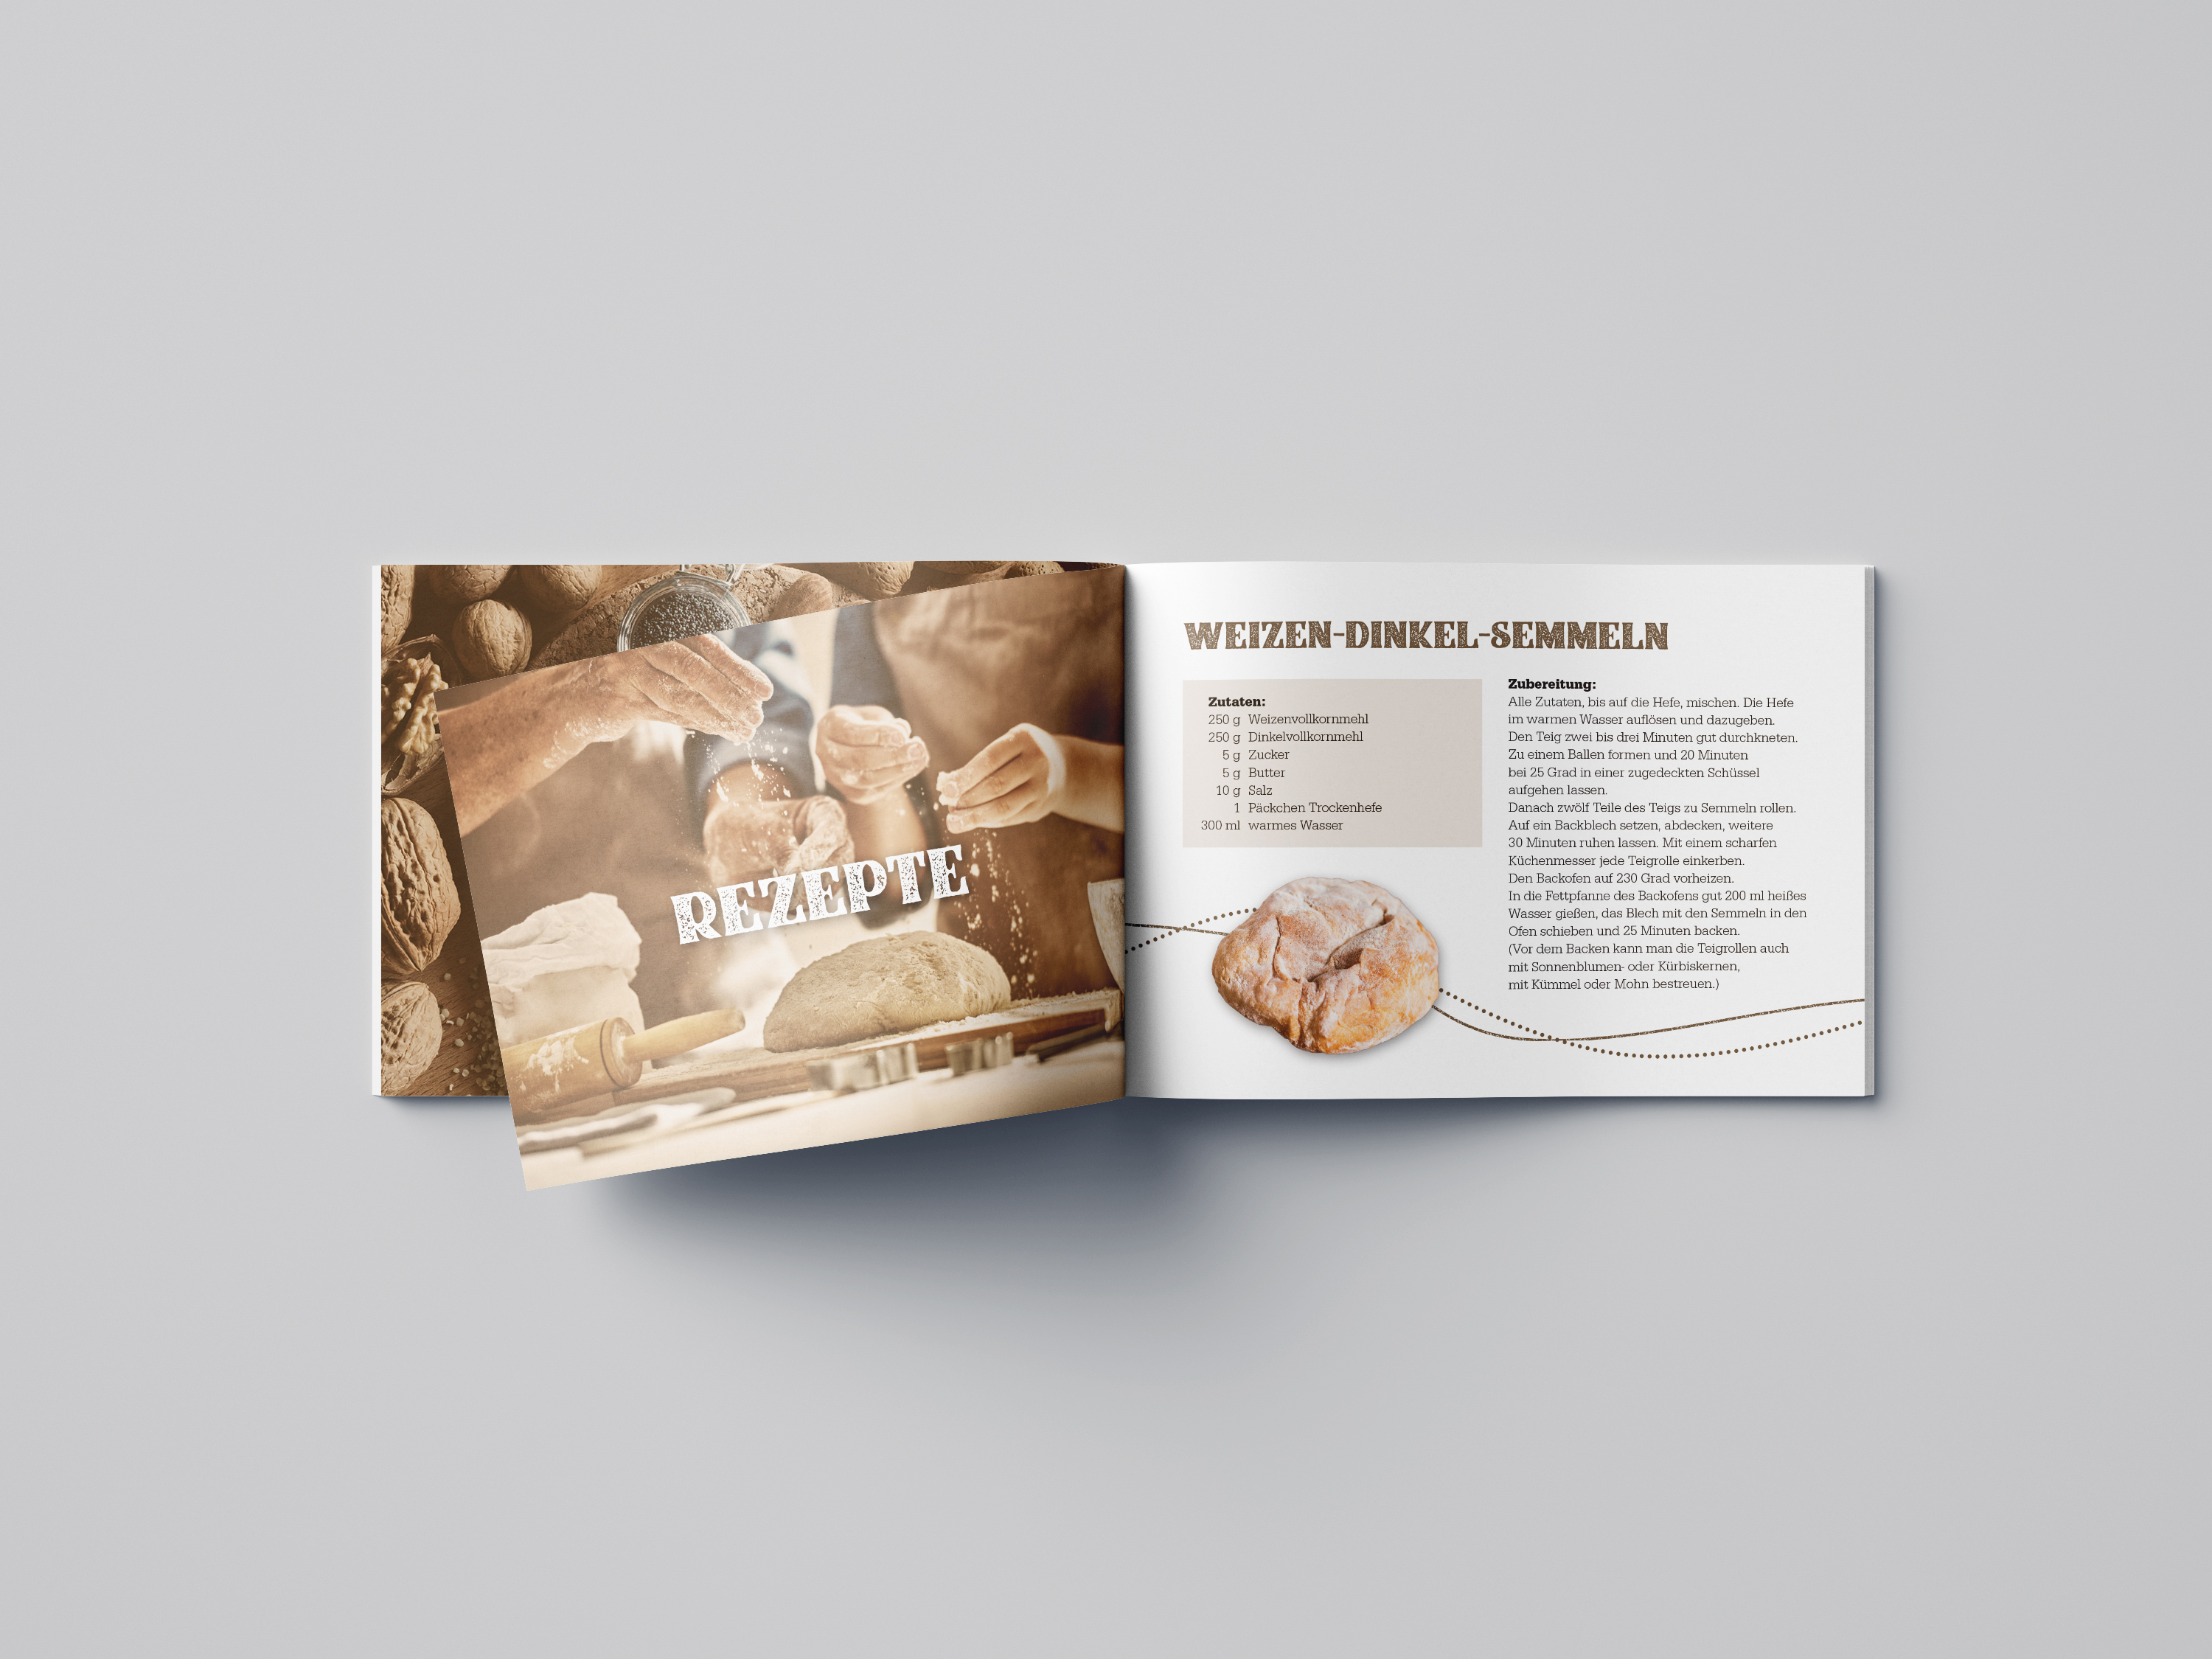 REZEPTE
WEIZEN-DINKEL-SEMMELN
Zutaten:
250 g Weizenvollkornmehl
250 g Dinkelvollkornmehl
5 g Zucker
5 g Butter
10 g Salz
1 Päckchen Trockenhefe
300 ml warmes Wasser
Zubereitung:
Alle Zutaten, bis auf die Hefe, mischen. Die Hefe
im warmen Wasser auflösen und dazugeben.
Den Teig zwei bis drei Minuten gut durchkneten.
Zu einem Ballen formen und 20 Minuten
bei 25 Grad in einer zugedeckten Schüssel
aufgehen lassen.
Danach zwölf Teile des Teigs zu Semmeln rollen.
Auf ein Backblech setzen, abdecken, weitere
30 Minuten ruhen lassen. Mit einem scharfen
Küchenmesser jede Teigrolle einkerben.
Den Backofen auf 230 Grad vorheizen.
In die Fettpfanne des Backofens gut 200 ml heißes
Wasser gießen, das Blech mit den Semmeln in den
Ofen schieben und 25 Minuten backen.
(Vor dem Backen kann man die Teigrollen auch
mit Sonnenblumen- oder Kürbiskernen,
mit Kümmel oder Mohn bestreuen.)